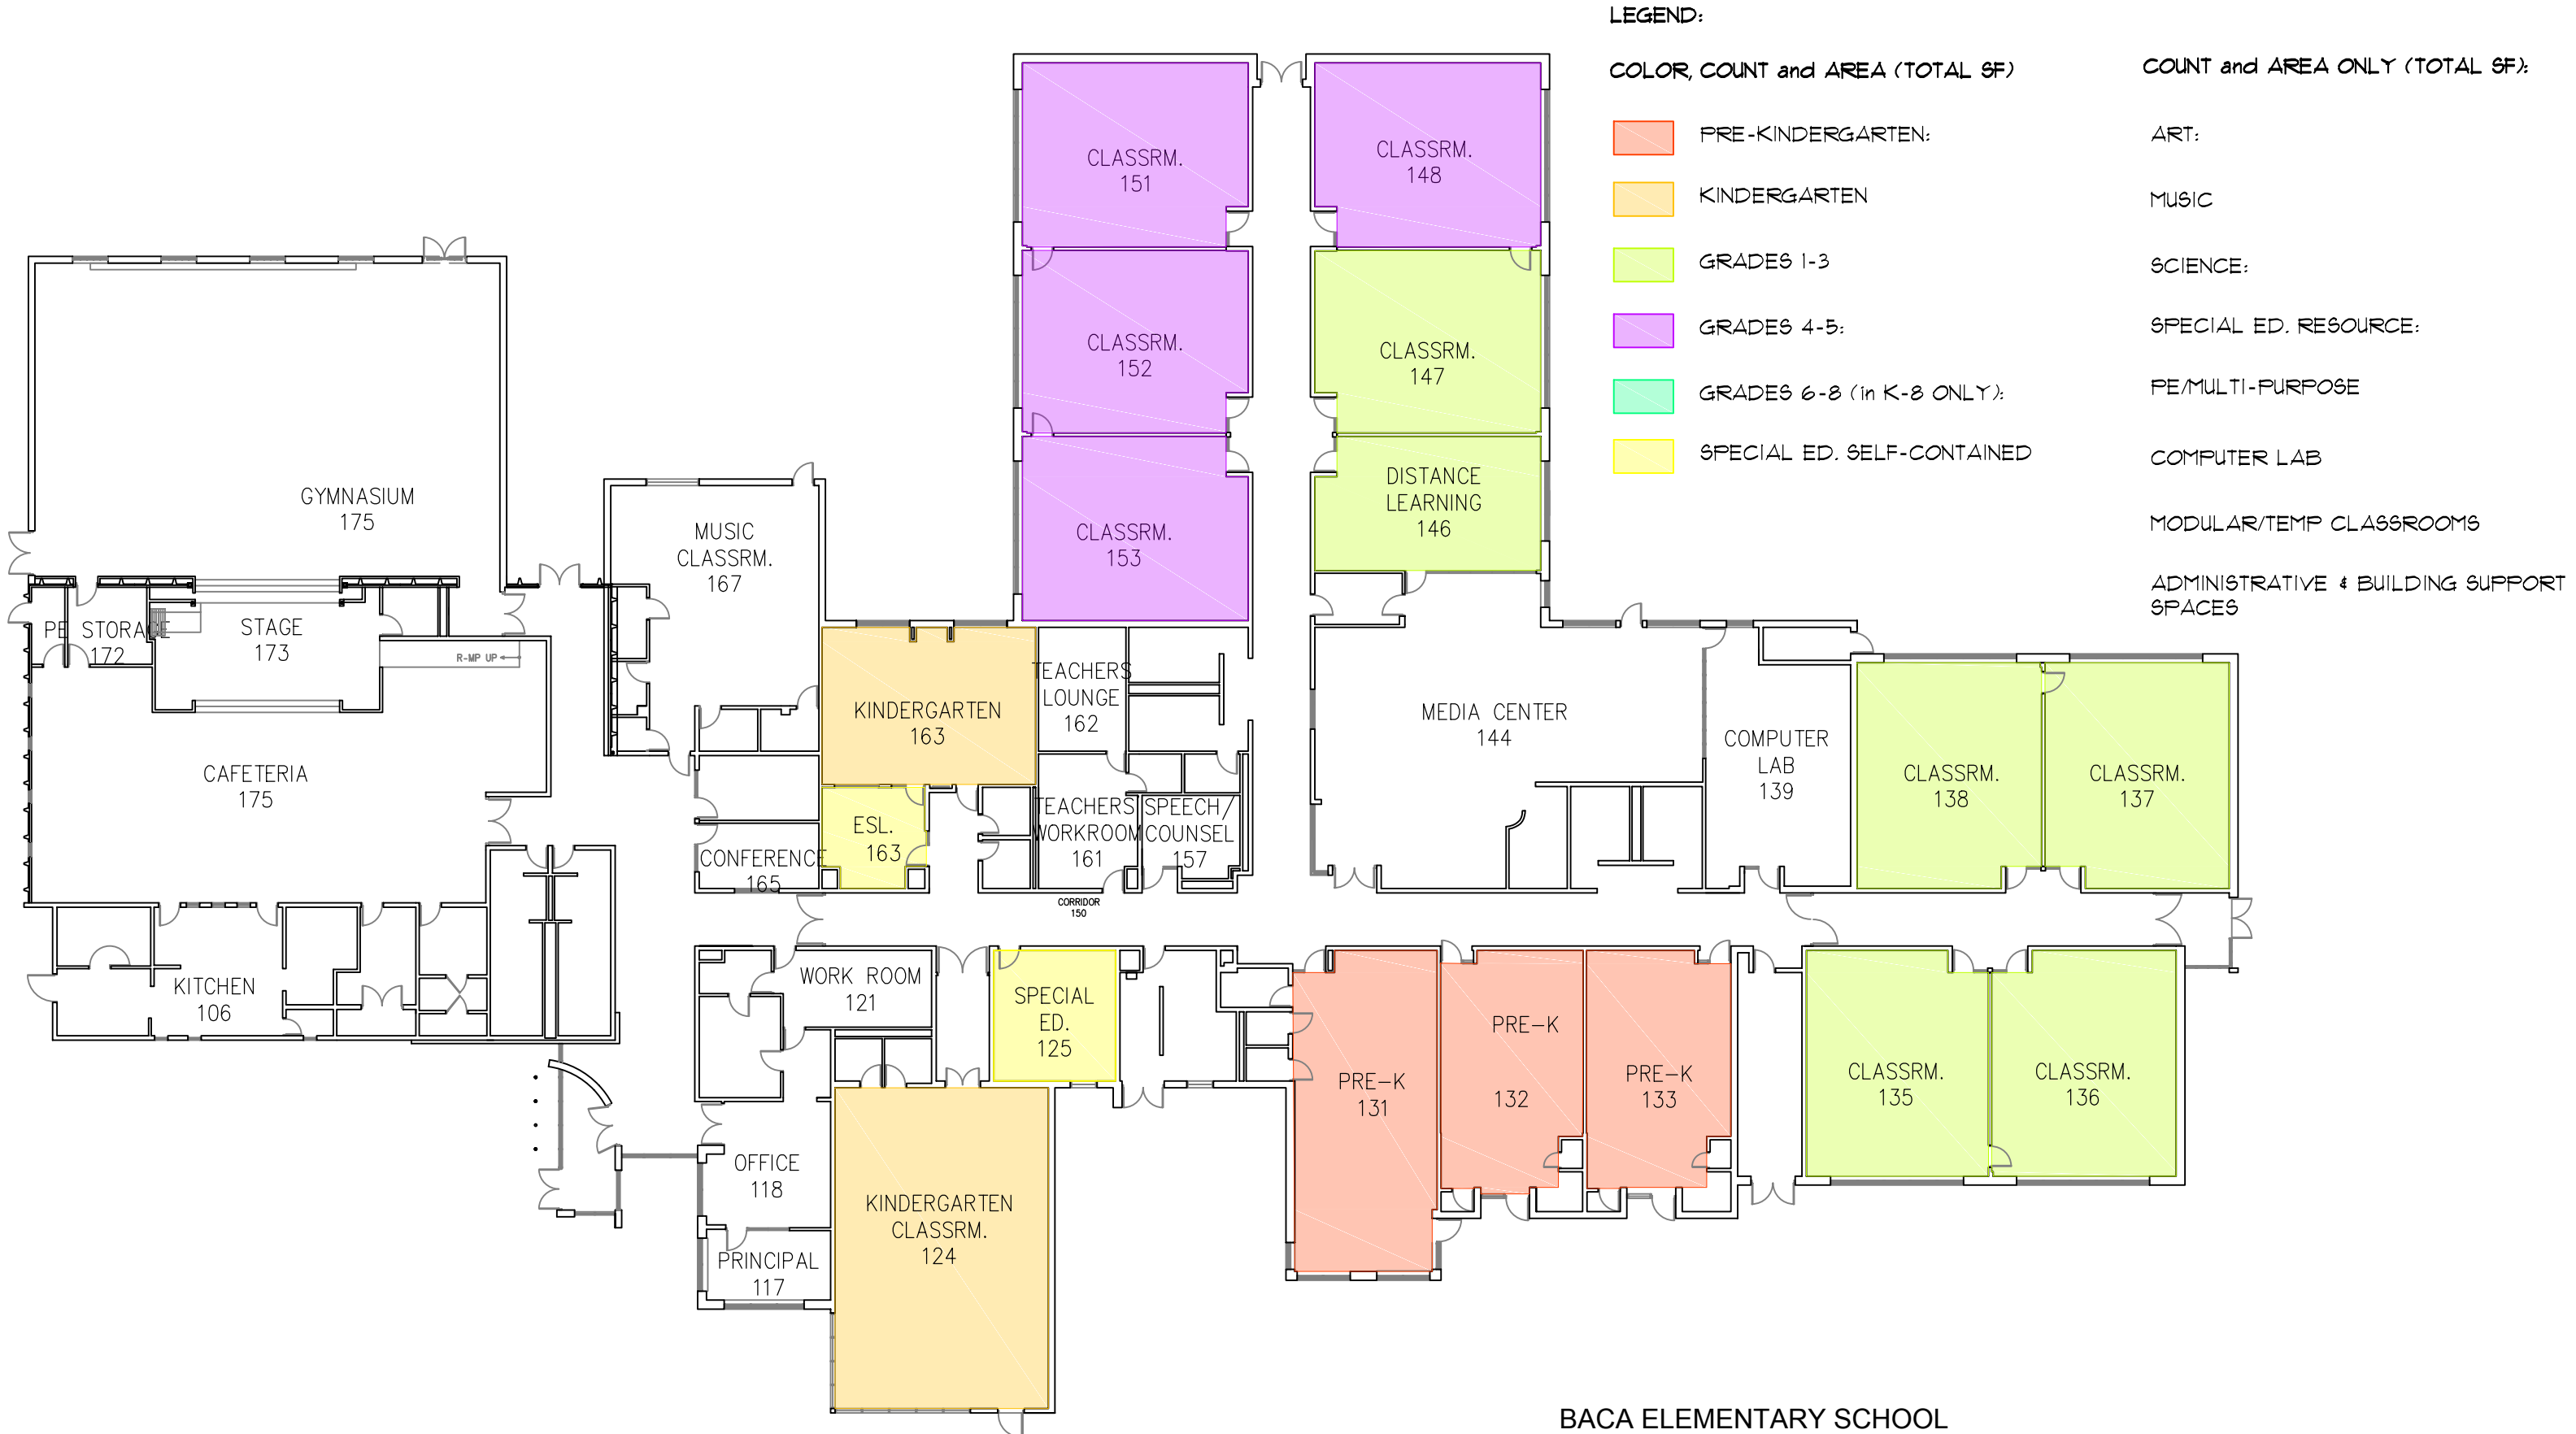 LEGEND:
COLOR, COUNT and AREA (TOTAL SF)
COUNT and AREA ONLY (TOTAL SF):
PRE-KINDERGARTEN:
KINDERGARTEN
GRADES 1-3
GRADES 4-5:
GRADES 6-8 (in K-8 ONLY):
SPECIAL ED. SELF-CONTAINED
ART:
MUSIC
SCIENCE:
SPECIAL ED. RESOURCE:
PE/MULTI-PURPOSE
COMPUTER LAB
MODULAR/TEMP CLASSROOMS
ADMINISTRATIVE & BUILDING SUPPORT
SPACES
CLASSRM.
151
CLASSRM.
148
CLASSRM.
152
CLASSRM.
147
CLASSRM.
153
DISTANCE
LEARNING
146
GYMNASIUM
175
MUSIC
CLASSRM.
167
PE STORAGE
172
STAGE
173
R-MP UP
CAFETERIA
175
KINDERGARTEN
163
TEACHERS
LOUNGE
162
MEDIA CENTER
144
COMPUTER
LAB
139
CLASSRM.
138
CLASSRM.
137
ESL.
163
CONFERENCE
165
TEACHERS
WORKROOM
161
SPEECH/
COUNSEL
157
CORRIDOR
150
KITCHEN
106
WORK ROOM
121
SPECIAL
ED.
125
PRE-K
131
PRE-K
132
PRE-K
133
CLASSRM.
135
CLASSRM.
136
OFFICE
118
PRINCIPAL
117
KINDERGARTEN
CLASSRM.
124
BACA ELEMENTARY SCHOOL